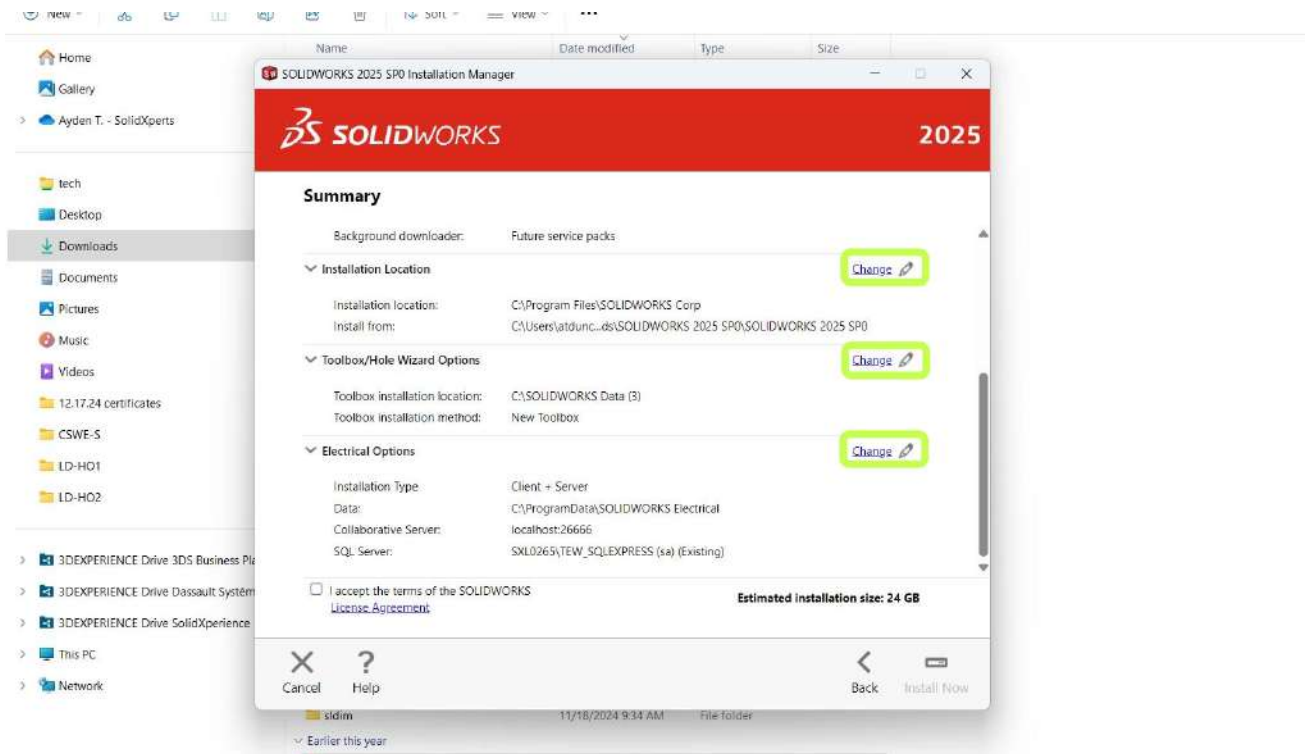 New
Sort
View
...
Home
Gallery
Ayden T. - SolidXperts
tech
Desktop
Downloads
Documents
Pictures
Music
Videos
12.17.24 certificates
CSWE-S
LD-HO1
LD-HO2
3DEXPERIENCE Drive 3DS Business Pla
3DEXPERIENCE Drive Dassault Systèm
3DEXPERIENCE Drive SolidXperience
This PC
Network
Name Date modified Type Size
SOLIDWORKS 2025 SP0 Installation Manager
SOLIDWORKS 2025
Summary
Background downloader: Future service packs
Installation Location Change
Installation location: C:\Program Files\SOLIDWORKS Corp
Install from: C:\Users\atdunc...ds\SOLIDWORKS 2025 SP0\SOLIDWORKS 2025 SP0
Toolbox/Hole Wizard Options Change
Toolbox installation location: C:\SOLIDWORKS Data (3)
Toolbox installation method: New Toolbox
Electrical Options Change
Installation Type Client + Server
Data: C:\ProgramData\SOLIDWORKS Electrical
Collaborative Server: localhost:26666
SQL Server: SXL0265\TEW_SQLEXPRESS (sa) (Existing)
I accept the terms of the SOLIDWORKS
License Agreement
Estimated installation size: 24 GB
Cancel Help Back Install Now
sldim 11/18/2024 9:34 AM File folder
Earlier this year